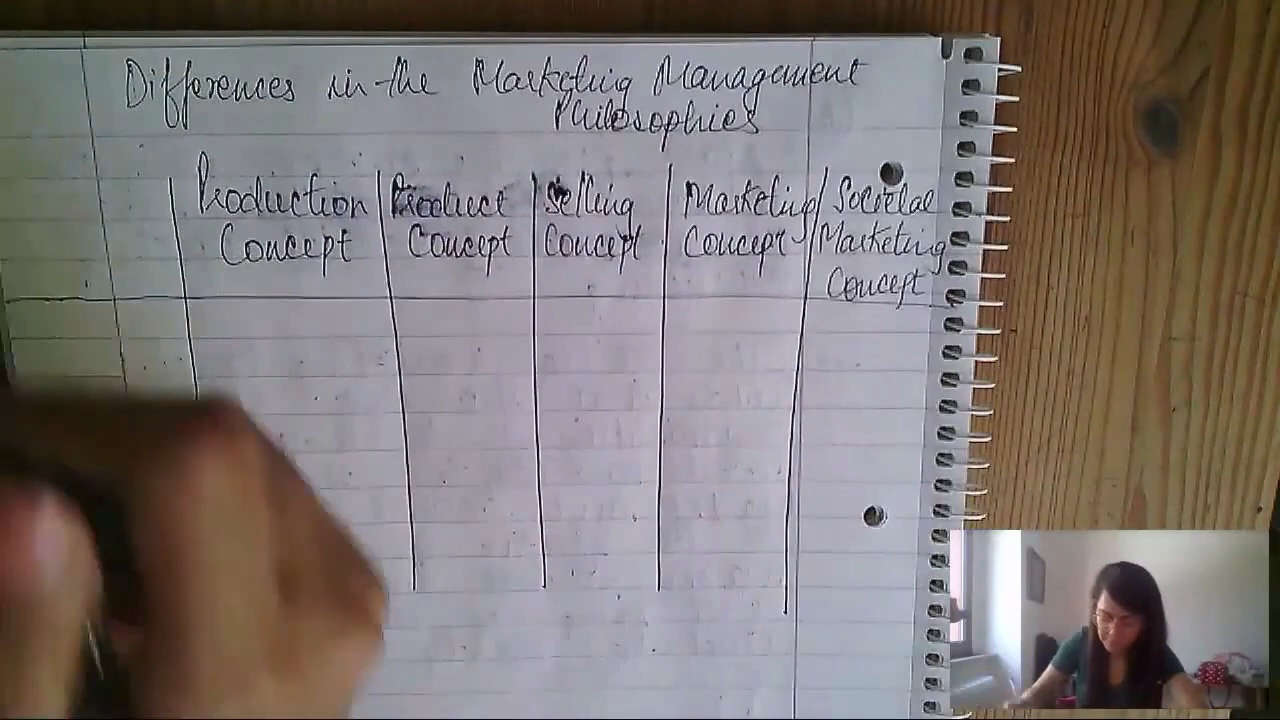 Differences in the Marketing Management
Philosophies
Production Product Selling Marketing Societal
Concept Concept Concept Concept Marketing
Concept